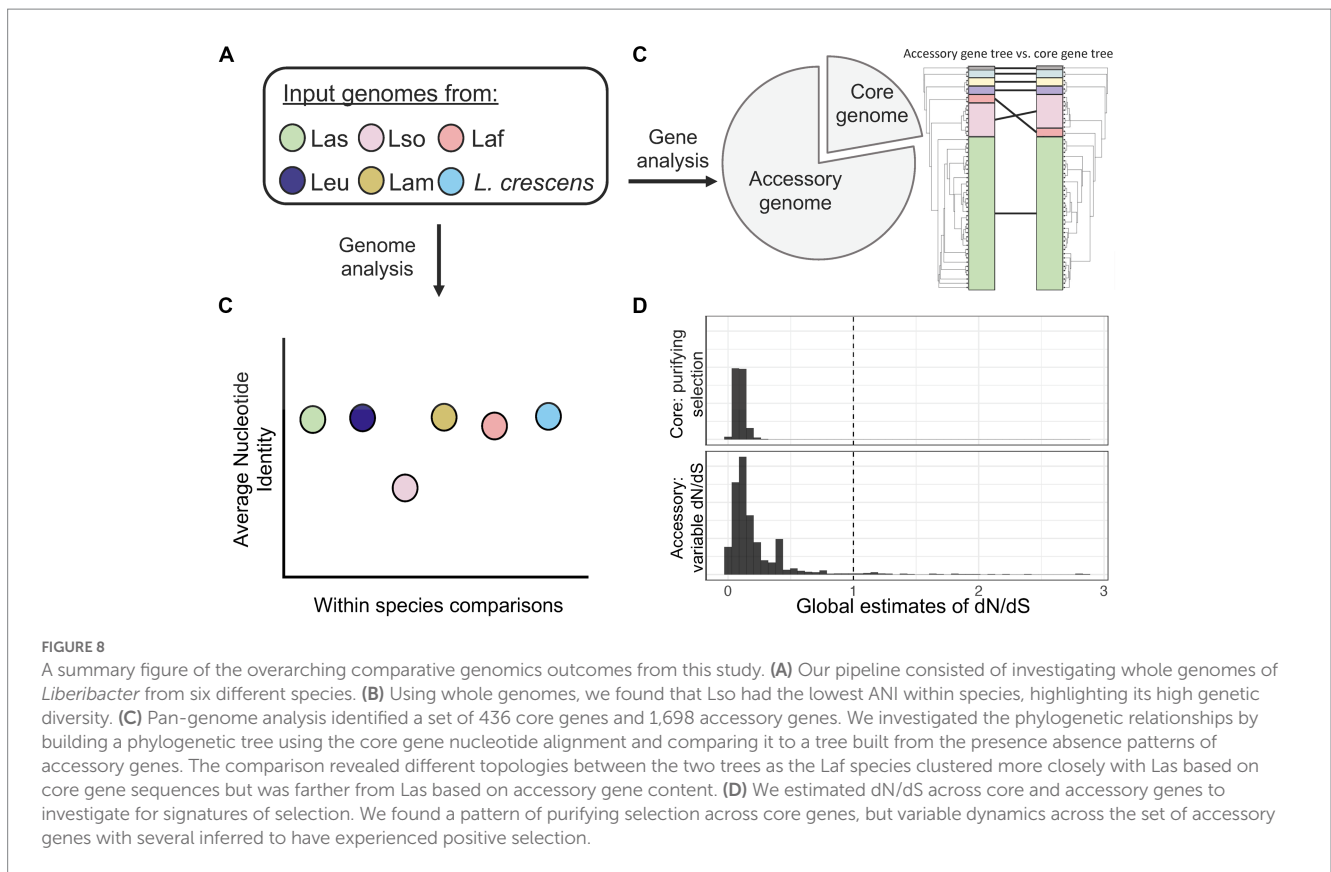 A
Input genomes from:
Las Lso Laf
Leu Lam L. crescens
Gene
analysis
Genome
analysis
C
Core
genome
Accessory
genome
Accessory gene tree vs. core gene tree
C
Average Nucleotide
Identity
Within species comparisons
D
Core: purifying
selection
Accessory:
variable dN/dS
0 1 2 3
Global estimates of dN/dS
FIGURE 8
A summary figure of the overarching comparative genomics outcomes from this study. (A) Our pipeline consisted of investigating whole genomes of
Liberibacter from six different species. (B) Using whole genomes, we found that Lso had the lowest ANI within species, highlighting its high genetic
diversity. (C) Pan-genome analysis identified a set of 436 core genes and 1,698 accessory genes. We investigated the phylogenetic relationships by
building a phylogenetic tree using the core gene nucleotide alignment and comparing it to a tree built from the presence absence patterns of
accessory genes. The comparison revealed different topologies between the two trees as the Laf species clustered more closely with Las based on
core gene sequences but was farther from Las based on accessory gene content. (D) We estimated dN/dS across core and accessory genes to
investigate for signatures of selection. We found a pattern of purifying selection across core genes, but variable dynamics across the set of accessory
genes with several inferred to have experienced positive selection.